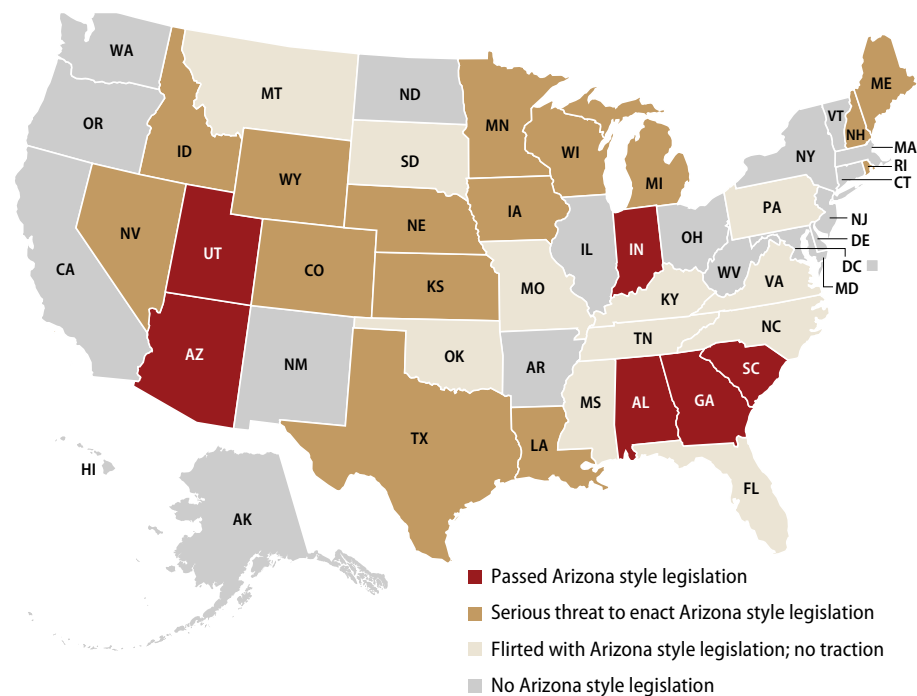 WA
OR
CA
NV
ID
MT
WY
UT
AZ
CO
NM
ND
SD
NE
KS
OK
TX
MN
IA
MO
AR
LA
WI
IL
MI
IN
OH
KY
TN
MS
AL
GA
FL
SC
NC
VA
WV
PA
NY
VT
NH
ME
MA
RI
CT
NJ
DE
DC
MD
HI
AK
Passed Arizona style legislation
Serious threat to enact Arizona style legislation
Flirted with Arizona style legislation; no traction
No Arizona style legislation